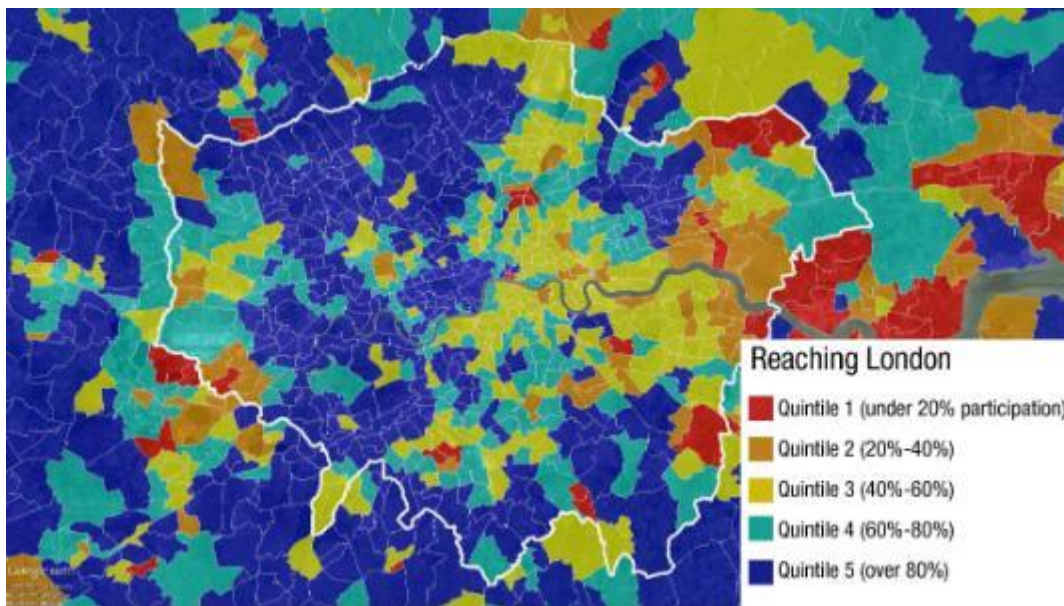 Reaching London
Quintile 1 (under 20% participation)
Quintile 2 (20%-40%)
Quintile 3 (40%-60%)
Quintile 4 (60%-80%)
Quintile 5 (over 80%)